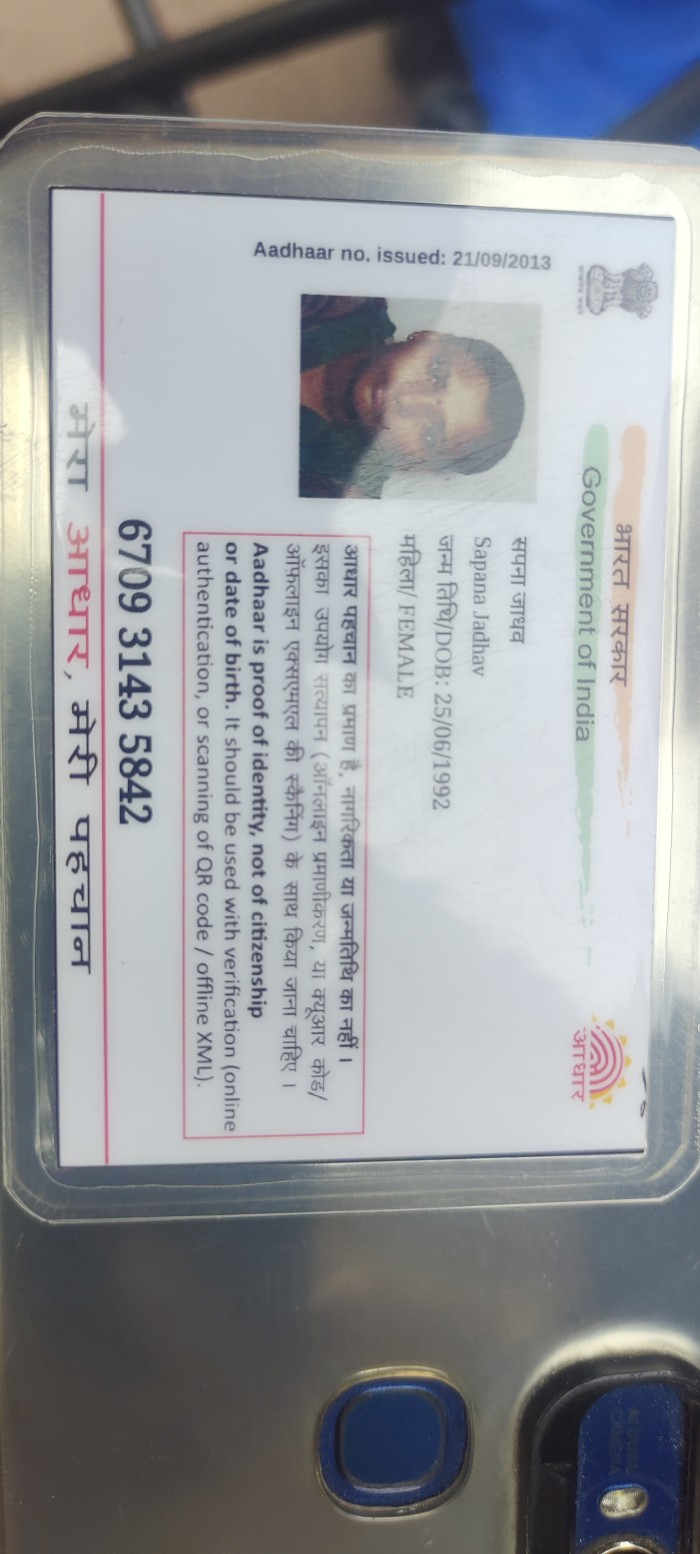 भारत सरकार
Government of India
आधार
Aadhaar no. issued: 21/09/2013
सपना जाधव
Sapana Jadhav
जन्म तिथि/DOB: 25/06/1992
महिला/ FEMALE
आधार पहचान का प्रमाण है, नागरिकता या जन्मतिथि का नहीं ।
इसका उपयोग सत्यापन (ऑनलाइन प्रमाणीकरण, या क्यूआर कोड/
ऑफलाइन एक्सएमएल की स्कैनिंग) के साथ किया जाना चाहिए ।
Aadhaar is proof of identity, not of citizenship
or date of birth. It should be used with verification (online
authentication, or scanning of QR code / offline XML).
6709 3143 5842
मेरा आधार, मेरी पहचान